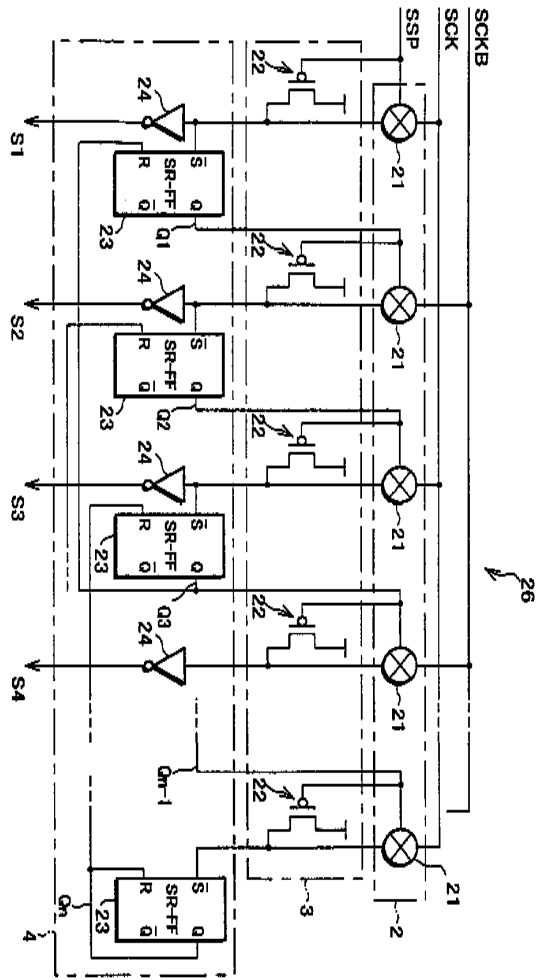 26
SCKB
SCK
SSP
21
21
21
21
21
2
22
22
22
22
22
3
24
24
24
24
S̅ Q
SR-FF
R Q̅
23
Q1
S̅ Q
SR-FF
R Q̅
23
Q2
S̅ Q
SR-FF
R Q̅
23
Q3
Qn-1
S̅ Q
SR-FF
R Q̅
23
Qn
4
S1
S2
S3
S4